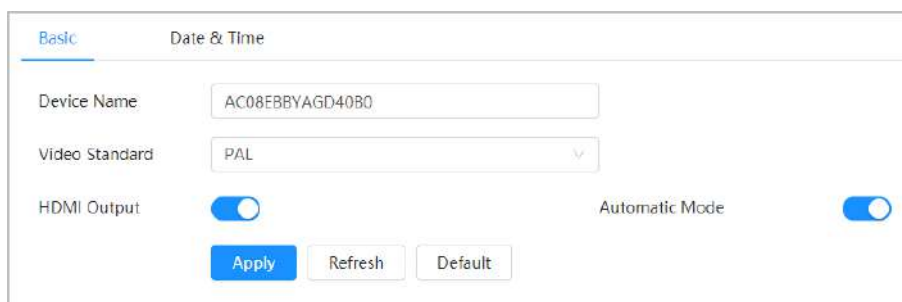 Basic Date & Time
Device Name AC08EBBYAGD40B0
Video Standard PAL
HDMI Output Automatic Mode
Apply Refresh Default